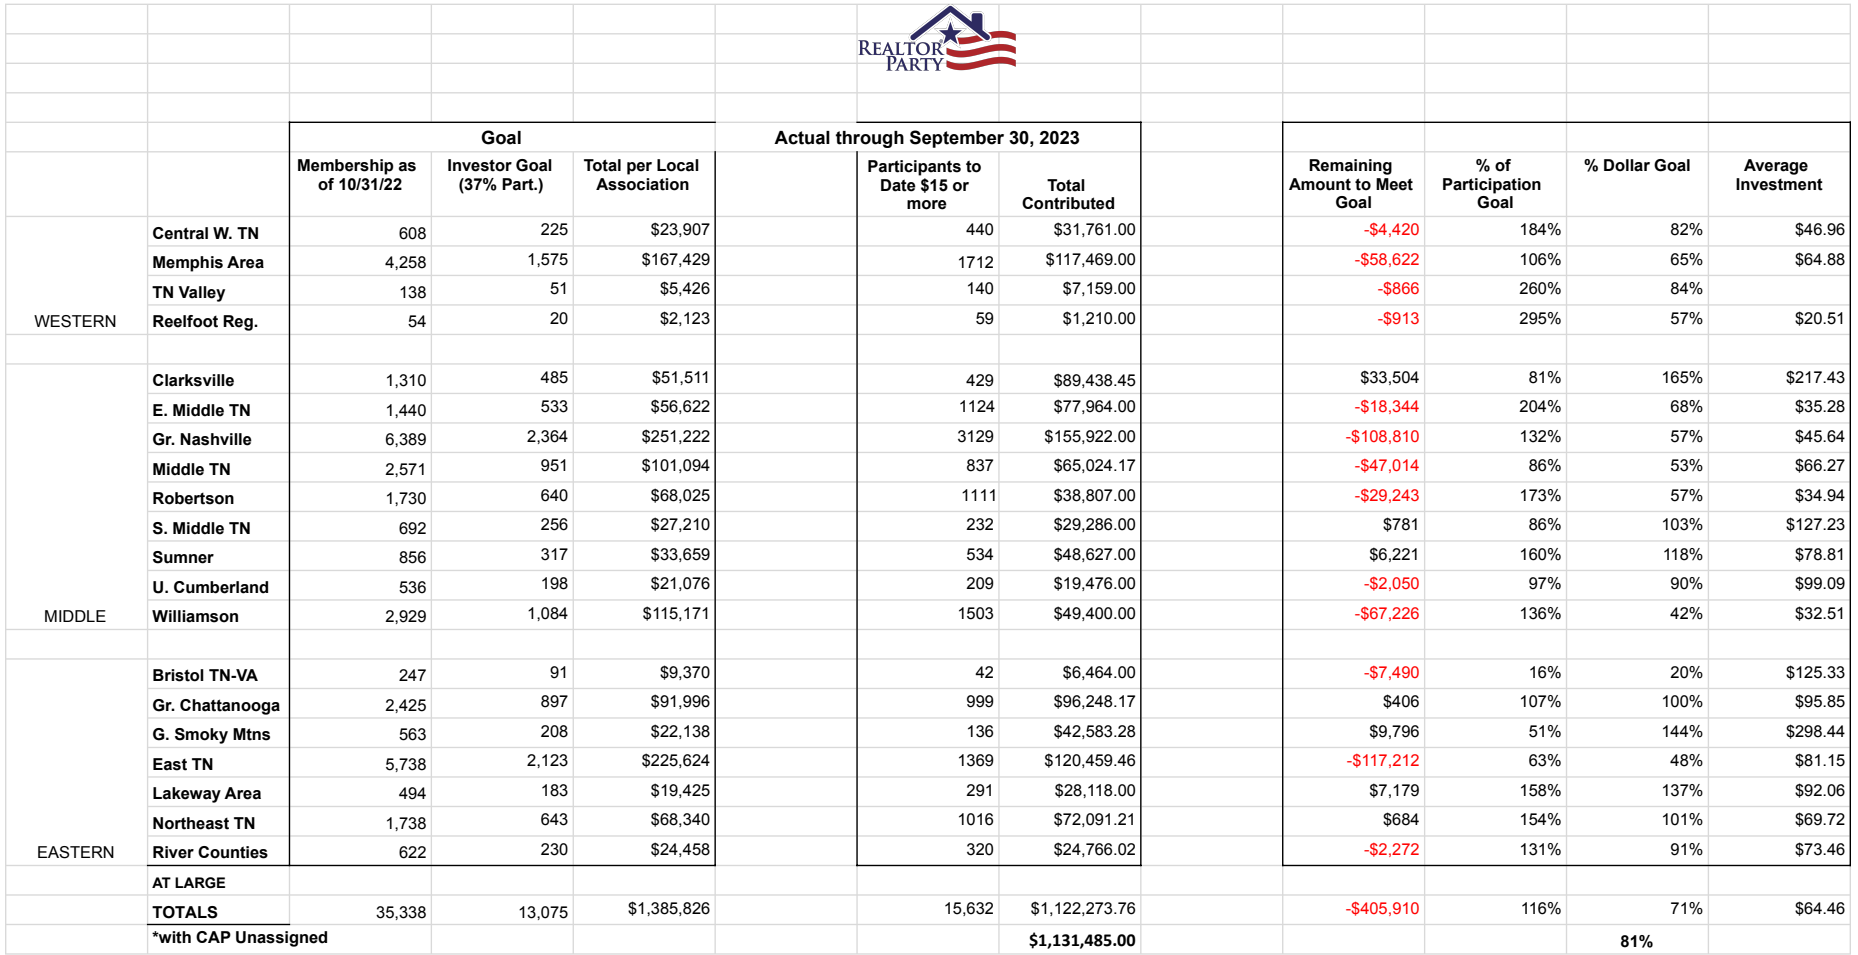 REALTOR®
PARTY
Goal Actual through September 30, 2023
Membership as of 10/31/22 Investor Goal (37% Part.) Total per Local Association Participants to Date $15 or more Total Contributed Remaining Amount to Meet Goal % of Participation Goal % Dollar Goal Average Investment
Central W. TN 608 225 $23,907 440 $31,761.00 -$4,420 184% 82% $46.96
Memphis Area 4,258 1,575 $167,429 1712 $117,469.00 -$58,622 106% 65% $64.88
TN Valley 138 51 $5,426 140 $7,159.00 -$866 260% 84%
WESTERN Reelfoot Reg. 54 20 $2,123 59 $1,210.00 -$913 295% 57% $20.51
Clarksville 1,310 485 $51,511 429 $89,438.45 $33,504 81% 165% $217.43
E. Middle TN 1,440 533 $56,622 1124 $77,964.00 -$18,344 204% 68% $35.28
Gr. Nashville 6,389 2,364 $251,222 3129 $155,922.00 -$108,810 132% 57% $45.64
Middle TN 2,571 951 $101,094 837 $65,024.17 -$47,014 86% 53% $66.27
Robertson 1,730 640 $68,025 1111 $38,807.00 -$29,243 173% 57% $34.94
S. Middle TN 692 256 $27,210 232 $29,286.00 $781 86% 103% $127.23
Sumner 856 317 $33,659 534 $48,627.00 $6,221 160% 118% $78.81
U. Cumberland 536 198 $21,076 209 $19,476.00 -$2,050 97% 90% $99.09
MIDDLE Williamson 2,929 1,084 $115,171 1503 $49,400.00 -$67,226 136% 42% $32.51
Bristol TN-VA 247 91 $9,370 42 $6,464.00 -$7,490 16% 20% $125.33
Gr. Chattanooga 2,425 897 $91,996 999 $96,248.17 $406 107% 100% $95.85
G. Smoky Mtns 563 208 $22,138 136 $42,583.28 $9,796 51% 144% $298.44
East TN 5,738 2,123 $225,624 1369 $120,459.46 -$117,212 63% 48% $81.15
Lakeway Area 494 183 $19,425 291 $28,118.00 $7,179 158% 137% $92.06
Northeast TN 1,738 643 $68,340 1016 $72,091.21 $684 154% 101% $69.72
EASTERN River Counties 622 230 $24,458 320 $24,766.02 -$2,272 131% 91% $73.46
AT LARGE
TOTALS 35,338 13,075 $1,385,826 15,632 $1,122,273.76 -$405,910 116% 71% $64.46
*with CAP Unassigned $1,131,485.00 81%